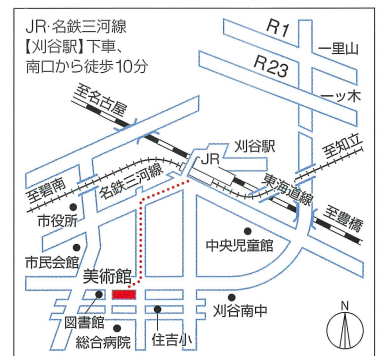 JR・名鉄三河線
【刈谷駅】下車、
南口から徒歩10分
R1
一里山
R23
一ッ木
至名古屋
刈谷駅
JR
至知立
至碧南
名鉄三河線
東海道線
至豊橋
市役所
中央児童館
市民会館
美術館
図書館
刈谷南中
住吉小
総合病院
N